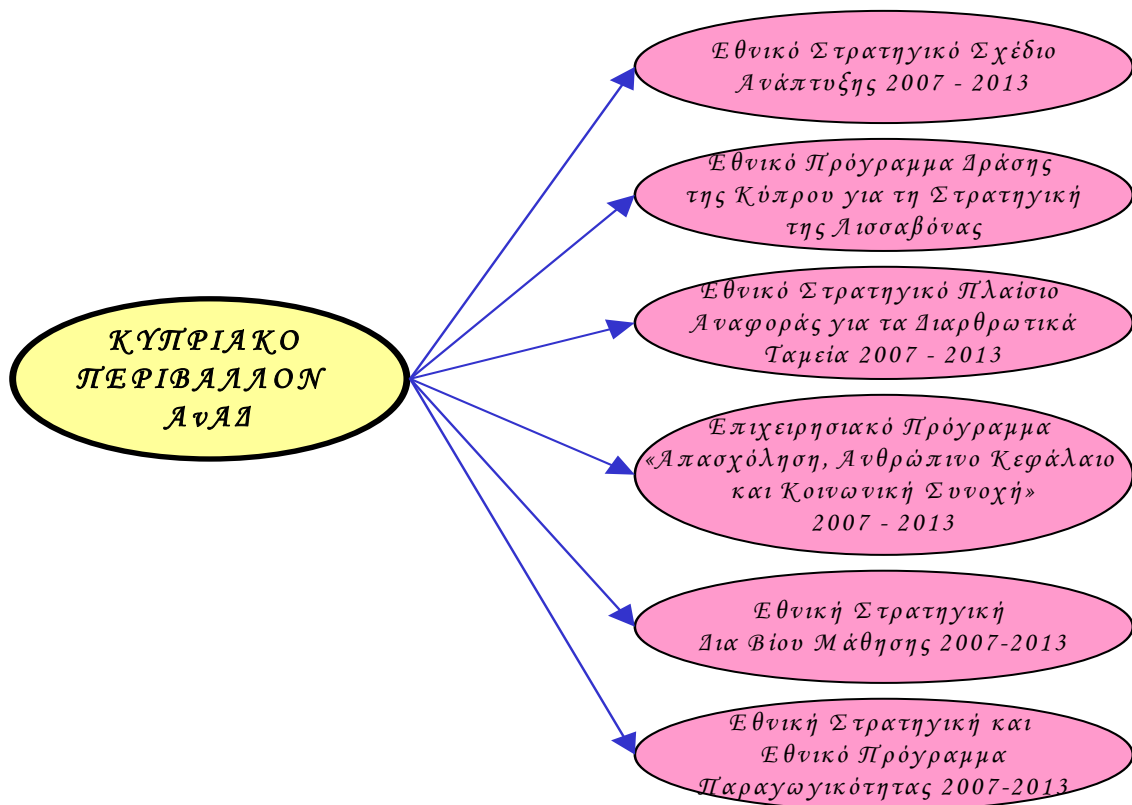 ΚΥΠΡΙΑΚΟ
ΠΕΡΙΒΑΛΛΟΝ
ΑνΑΔ
Εθνικό Στρατηγικό Σχέδιο
Ανάπτυξης 2007 - 2013
Εθνικό Πρόγραμμα Δράσης
της Κύπρου για τη Στρατηγική
της Λισσαβόνας
Εθνικό Στρατηγικό Πλαίσιο
Αναφοράς για τα Διαρθρωτικά
Ταμεία 2007 - 2013
Επιχειρησιακό Πρόγραμμα
«Απασχόληση, Ανθρώπινο Κεφάλαιο
και Κοινωνική Συνοχή»
2007 - 2013
Εθνική Στρατηγική
Δια Βίου Μάθησης 2007-2013
Εθνική Στρατηγική και
Εθνικό Πρόγραμμα
Παραγωγικότητας 2007-2013